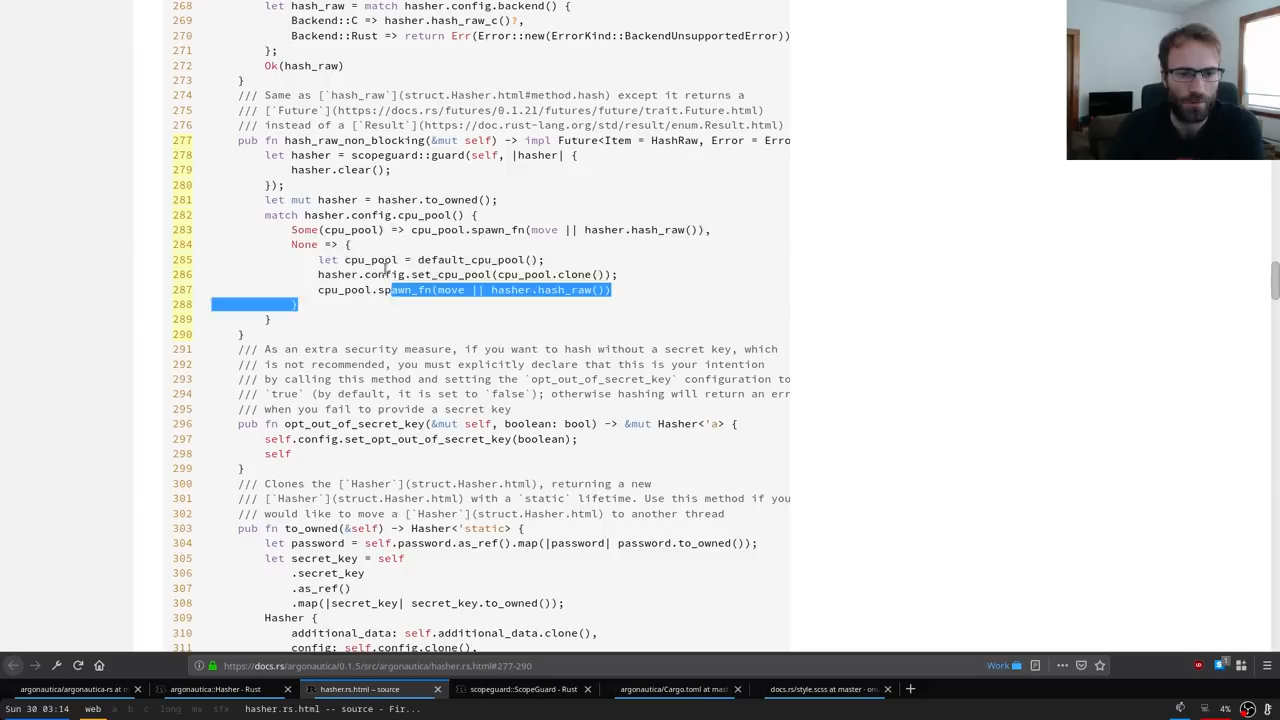 268 let hash_raw = match hasher.config.backend() {
269 Backend::C => hasher.hash_raw_c()?,
270 Backend::Rust => return Err(Error::new(ErrorKind::BackendUnsupportedError))
271 };
272 Ok(hash_raw)
273 }
274 /// Same as [`hash_raw`](struct.Hasher.html#method.hash) except it returns a
275 /// [`Future`](https://docs.rs/futures/0.1.21/futures/future/trait.Future.html)
276 /// instead of a [`Result`](https://doc.rust-lang.org/std/result/enum.Result.html)
277 pub fn hash_raw_non_blocking(&mut self) -> impl Future<Item = HashRaw, Error = Erro
278 let hasher = scopeguard::guard(self, |hasher| {
279 hasher.clear();
280 });
281 let mut hasher = hasher.to_owned();
282 match hasher.config.cpu_pool() {
283 Some(cpu_pool) => cpu_pool.spawn_fn(move || hasher.hash_raw()),
284 None => {
285 let cpu_pool = default_cpu_pool();
286 hasher.config.set_cpu_pool(cpu_pool.clone());
287 cpu_pool.spawn_fn(move || hasher.hash_raw())
288 }
289 }
290 }
291 /// As an extra security measure, if you want to hash without a secret key, which
292 /// is not recommended, you must explicitly declare that this is your intention
293 /// by calling this method and setting the `opt_out_of_secret_key` configuration to
294 /// `true` (by default, it is set to `false`); otherwise hashing will return an err
295 /// when you fail to provide a secret key
296 pub fn opt_out_of_secret_key(&mut self, boolean: bool) -> &mut Hasher<'a> {
297 self.config.set_opt_out_of_secret_key(boolean);
298 self
299 }
300 /// Clones the [`Hasher`](struct.Hasher.html), returning a new
301 /// [`Hasher`](struct.Hasher.html) with a `static` lifetime. Use this method if you
302 /// would like to move a [`Hasher`](struct.Hasher.html) to another thread
303 pub fn to_owned(&self) -> Hasher<'static> {
304 let password = self.password.as_ref().map(|password| password.to_owned());
305 let secret_key = self
306 .secret_key
307 .as_ref()
308 .map(|secret_key| secret_key.to_owned());
309 Hasher {
310 additional_data: self.additional_data.clone(),
311 config: self.config.clone(),
https://docs.rs/argonautica/0.1.5/src/argonautica/hasher.rs.html#277-290 Work
argonautica/argonautica-rs at m argonautica::Hasher - Rust hasher.rs.html -- source scopeguard::ScopeGuard - Rust argonautica/Cargo.toml at mast docs.rs/style.scss at master · onu
Sun 30 03:14 web a b c long mx sfx hasher.rs.html -- source - Fir... 4%